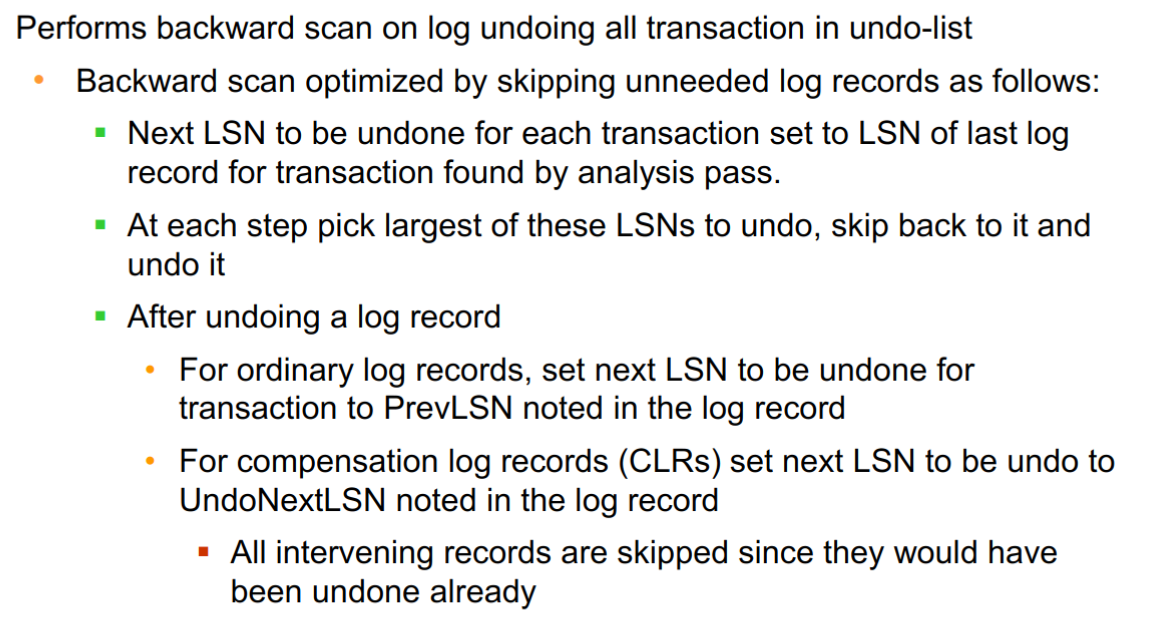 Performs backward scan on log undoing all transaction in undo-list
• Backward scan optimized by skipping unneeded log records as follows:
▪ Next LSN to be undone for each transaction set to LSN of last log
record for transaction found by analysis pass.
▪ At each step pick largest of these LSNs to undo, skip back to it and
undo it
▪ After undoing a log record
• For ordinary log records, set next LSN to be undone for
transaction to PrevLSN noted in the log record
• For compensation log records (CLRs) set next LSN to be undo to
UndoNextLSN noted in the log record
▪ All intervening records are skipped since they would have
been undone already